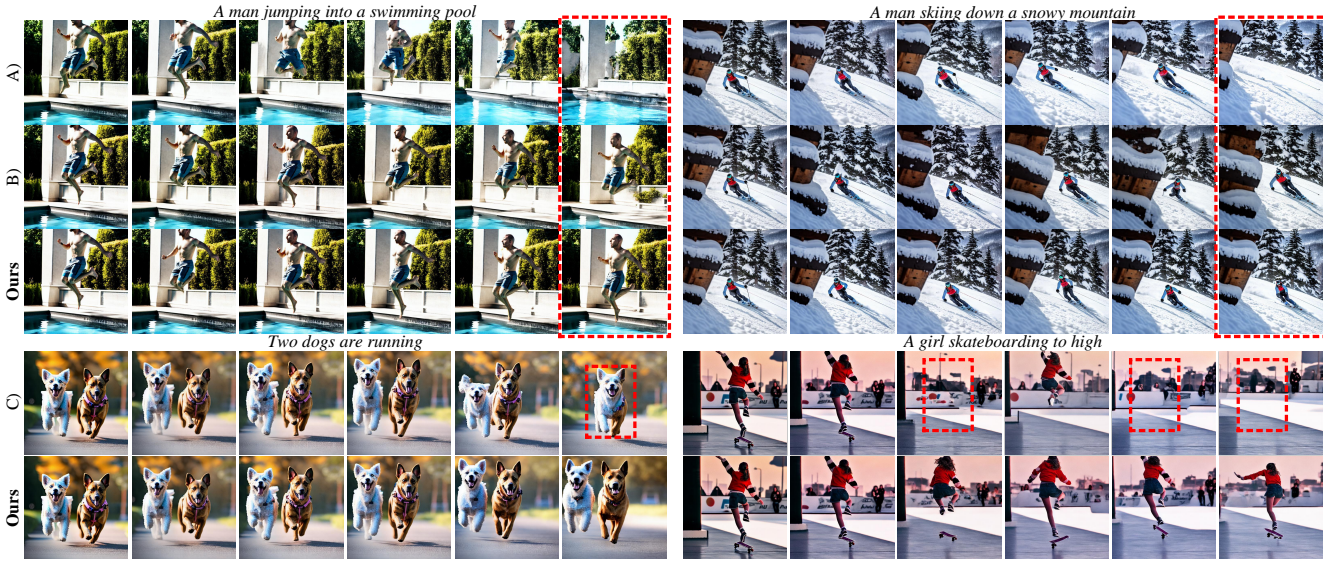 A man jumping into a swimming pool
A man skiing down a snowy mountain
A)
B)
Ours
Two dogs are running
A girl skateboarding to high
C)
Ours